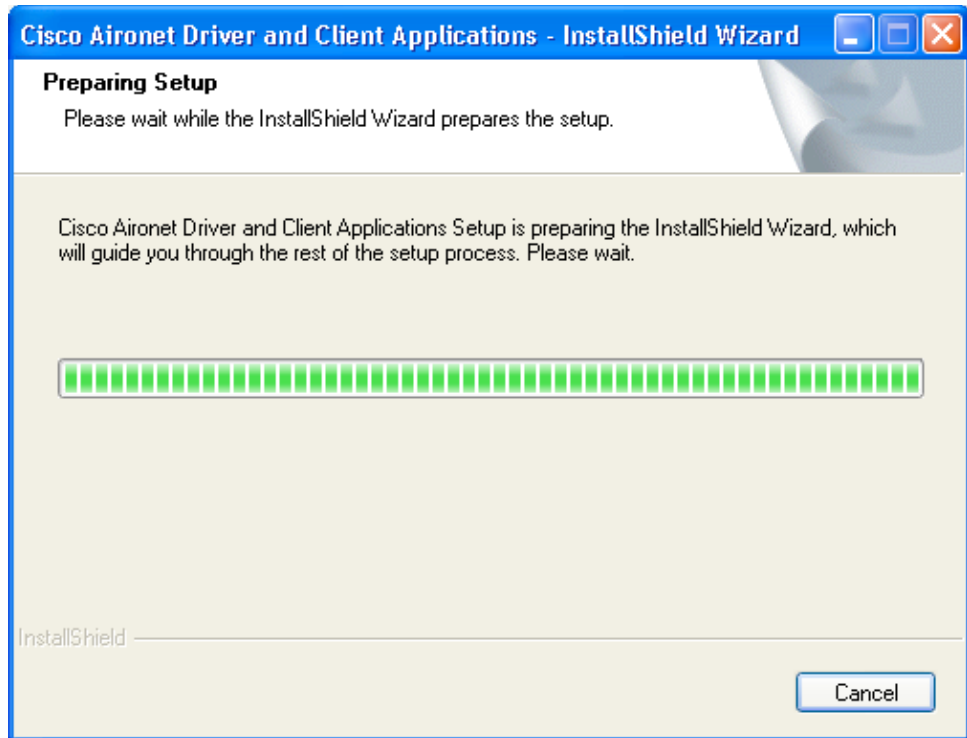 Cisco Aironet Driver and Client Applications - InstallShield Wizard
Preparing Setup
Please wait while the InstallShield Wizard prepares the setup.
Cisco Aironet Driver and Client Applications Setup is preparing the InstallShield Wizard, which
will guide you through the rest of the setup process. Please wait.
InstallShield
Cancel